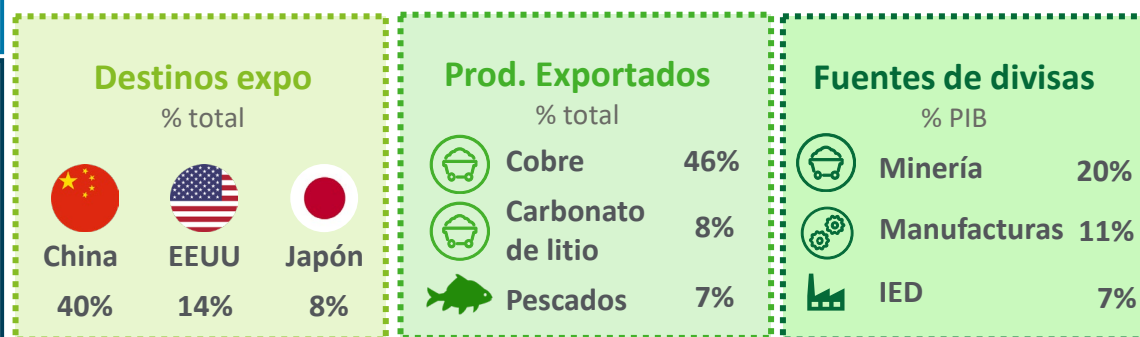 Destinos expo
% total
China EEUU Japón
40% 14% 8%
Prod. Exportados
% total
Cobre 46%
Carbonato
de litio 8%
Pescados 7%
Fuentes de divisas
% PIB
Minería 20%
Manufacturas 11%
IED 7%